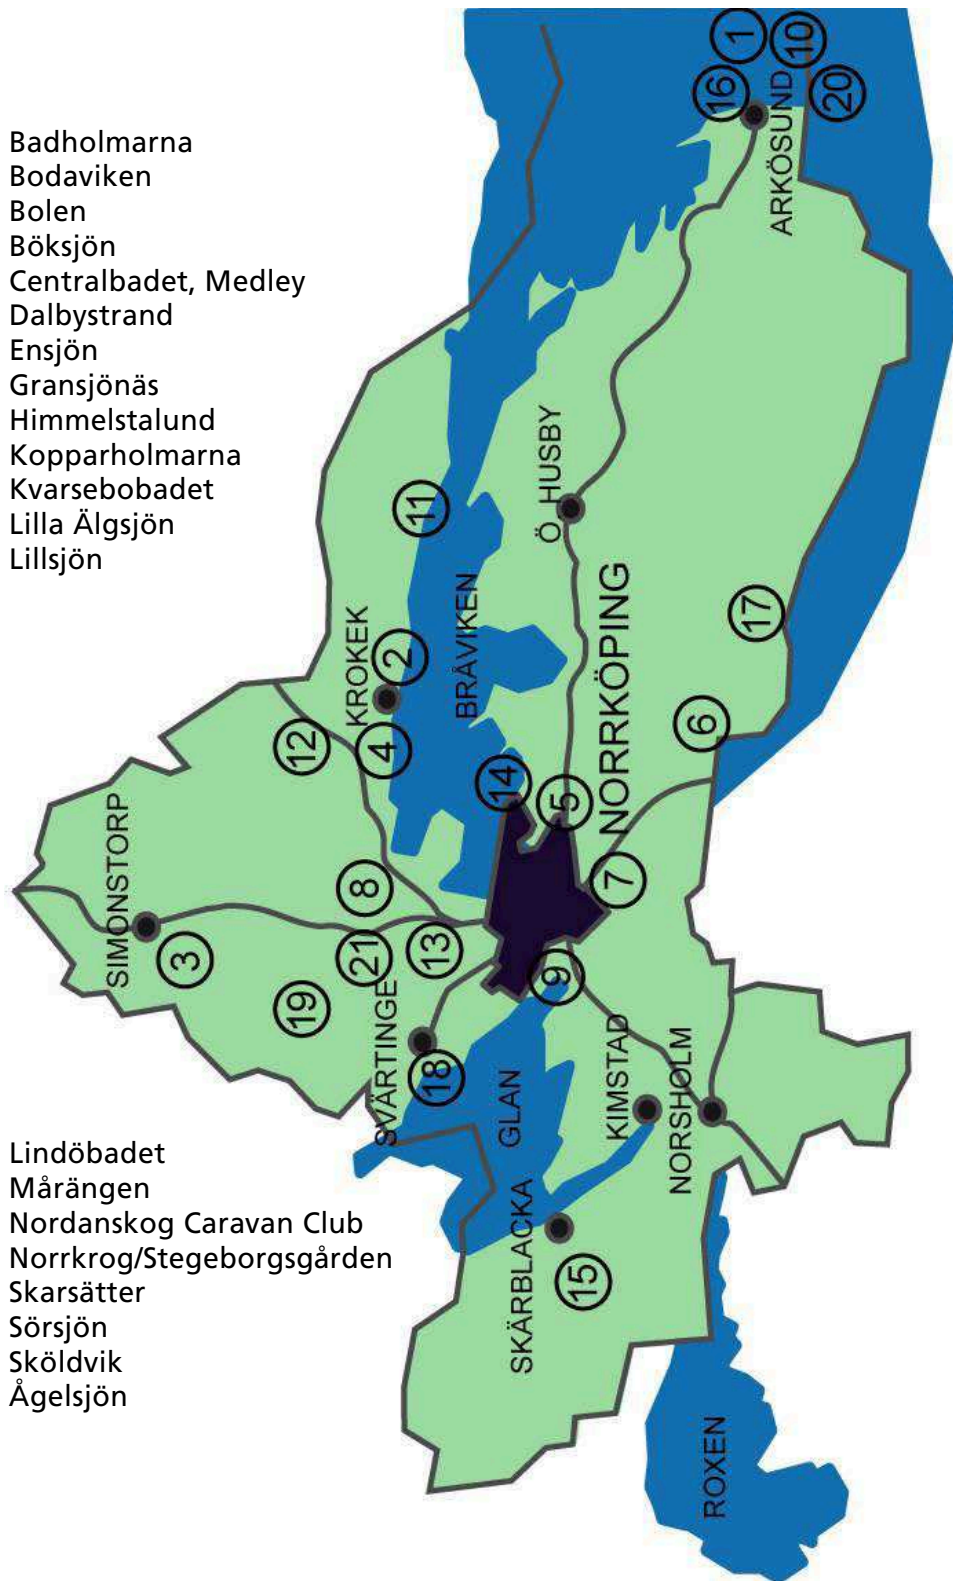 Badholmarna
Bodaviken
Bolen
Böksjön
Centralbadet, Medley
Dalbystrand
Ensjön
Gransjönäs
Himmelstalund
Kopparholmarna
Kvarsebobadet
Lilla Älgsjön
Lillsjön
Lindöbadet
Mårängen
Nordanskog Caravan Club
Norrkrog/Stegeborgsgården
Skarsätter
Sörsjön
Sköldvik
Ågelsjön
SIMONSTORP
3
19
21
8
12
13
SVÄRTINGE
18
KROKEK
4
2
11
BRÅVIKEN
14
5
NORRKÖPING
7
9
GLAN
SKÄRBLACKA
15
KIMSTAD
NORSHOLM
ROXEN
6
17
Ö HUSBY
ARKÖSUND
16
1
10
20